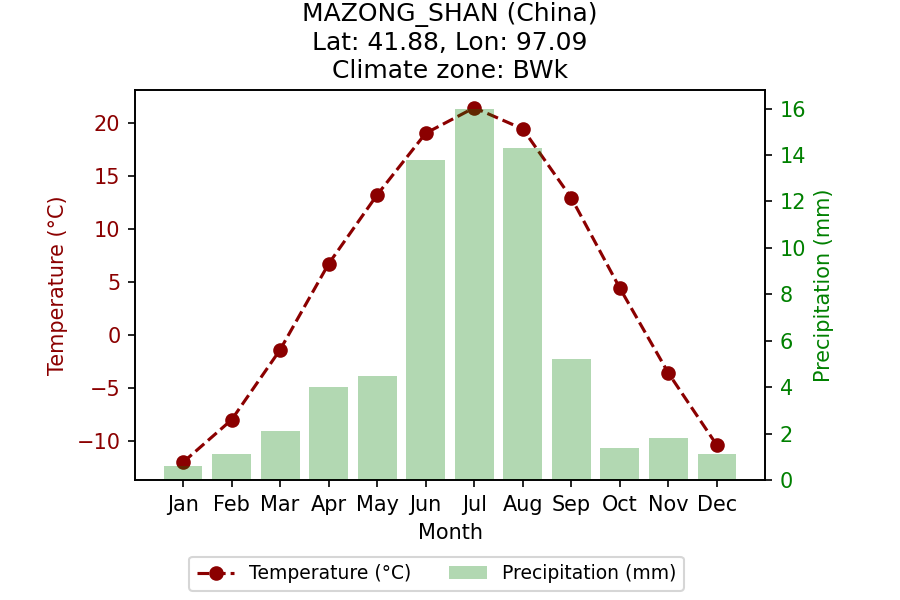 MAZONG_SHAN (China)
Lat: 41.88, Lon: 97.09
Climate zone: BWk
20
15
10
5
0
−5
−10
Temperature (°C)
16
14
12
10
8
6
4
2
0
Precipitation (mm)
Jan Feb Mar Apr May Jun Jul Aug Sep Oct Nov Dec
Month
Temperature (°C) Precipitation (mm)